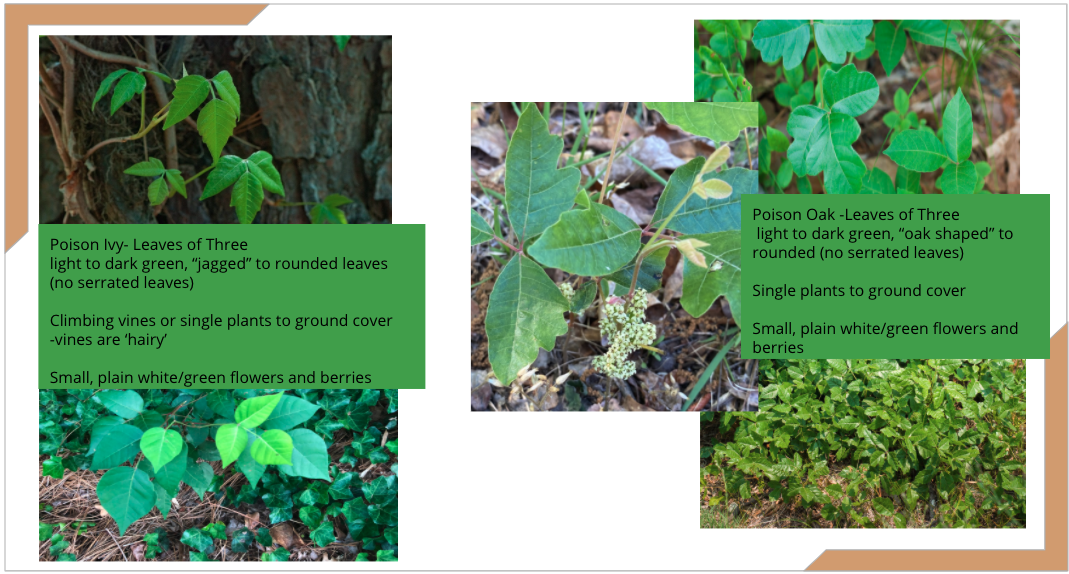 Poison Ivy- Leaves of Three
light to dark green, “jagged” to rounded leaves
(no serrated leaves)
Climbing vines or single plants to ground cover
-vines are ‘hairy’
Small, plain white/green flowers and berries
Poison Oak -Leaves of Three
light to dark green, “oak shaped” to
rounded (no serrated leaves)
Single plants to ground cover
Small, plain white/green flowers and
berries